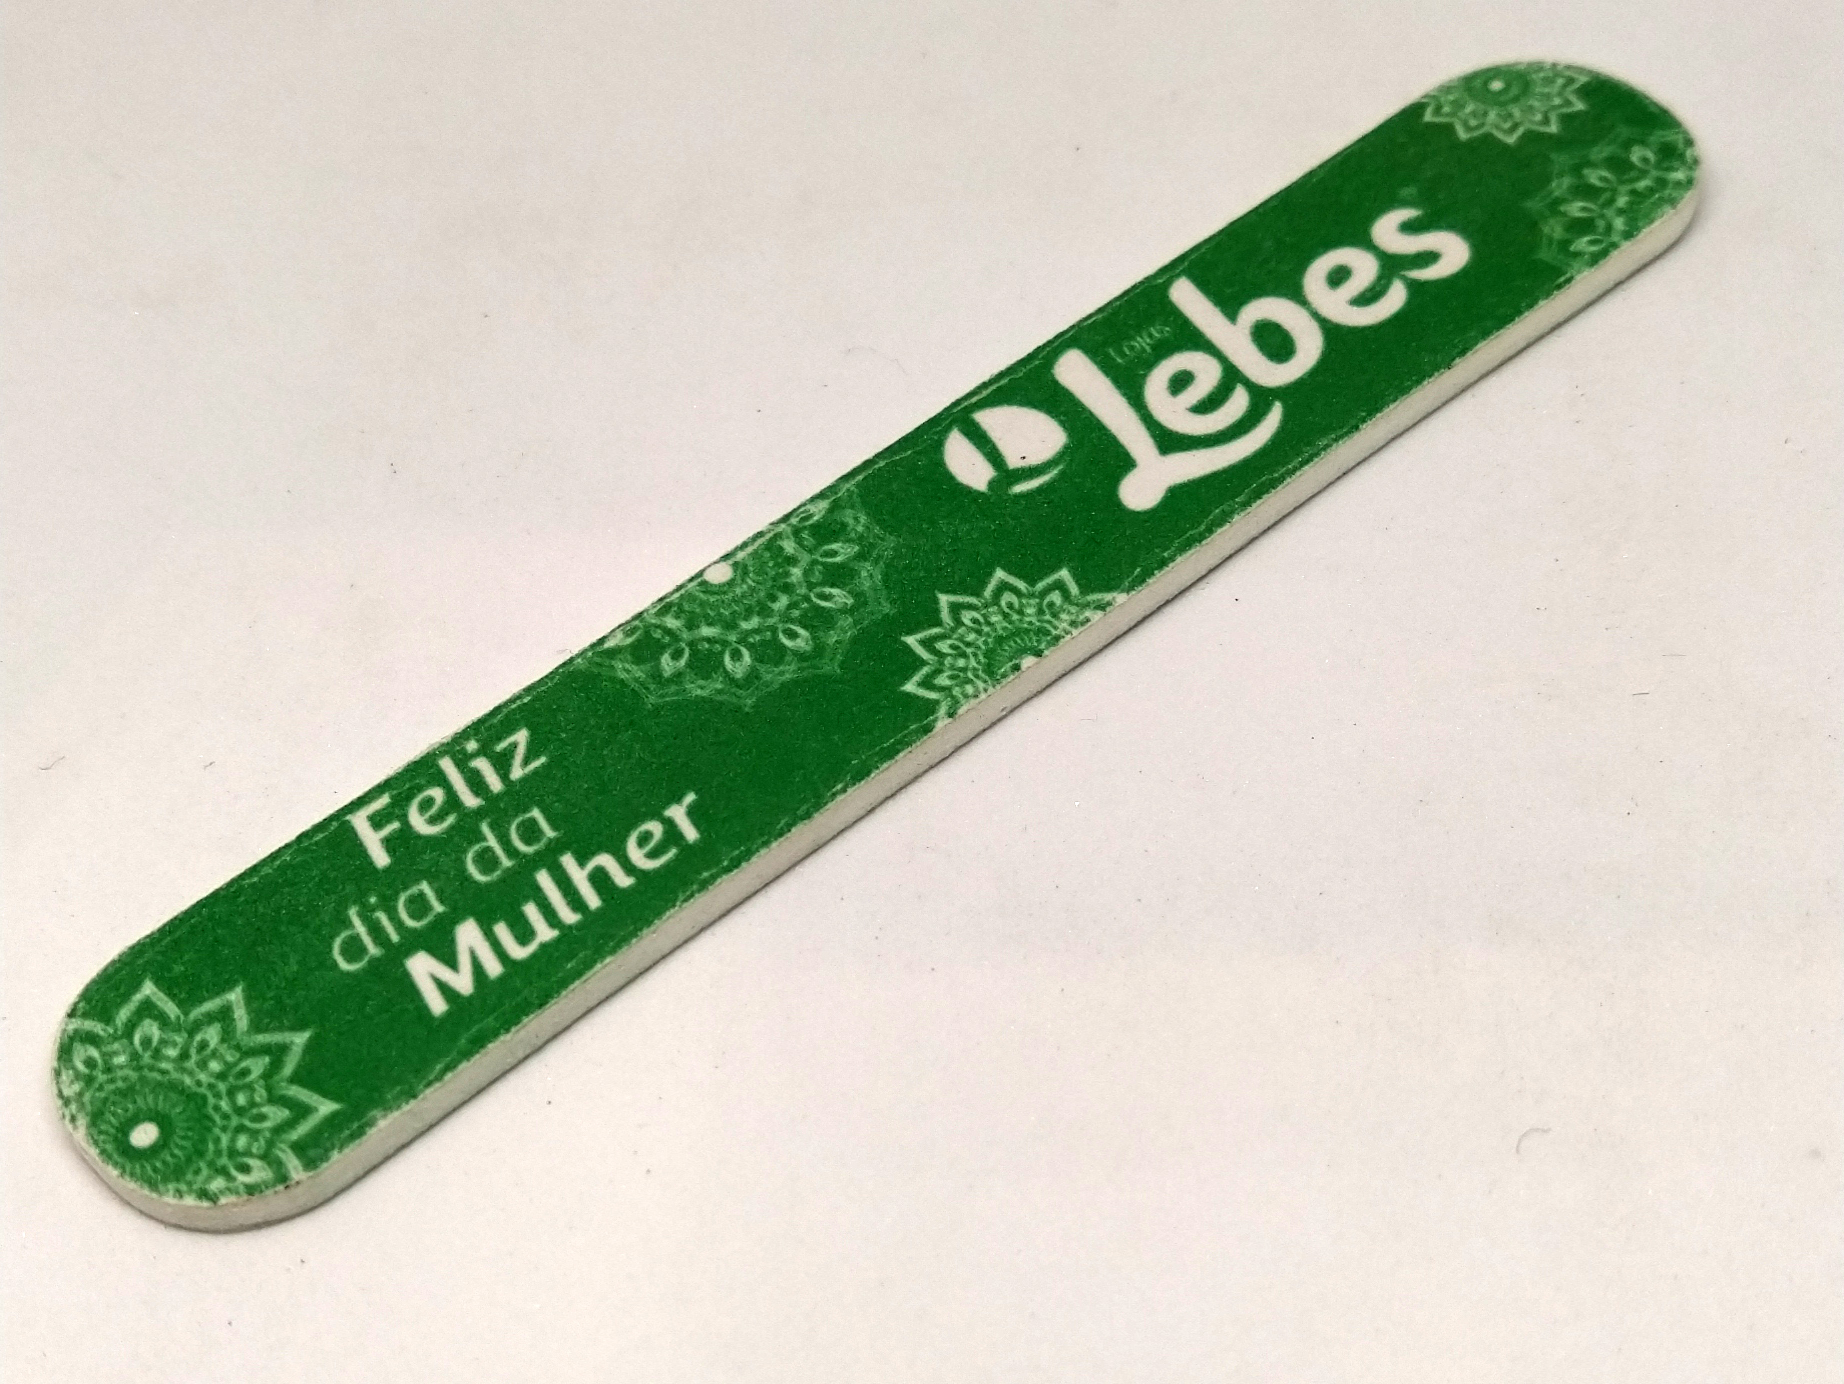 Feliz
dia da
Mulher
Lojas
Lebes